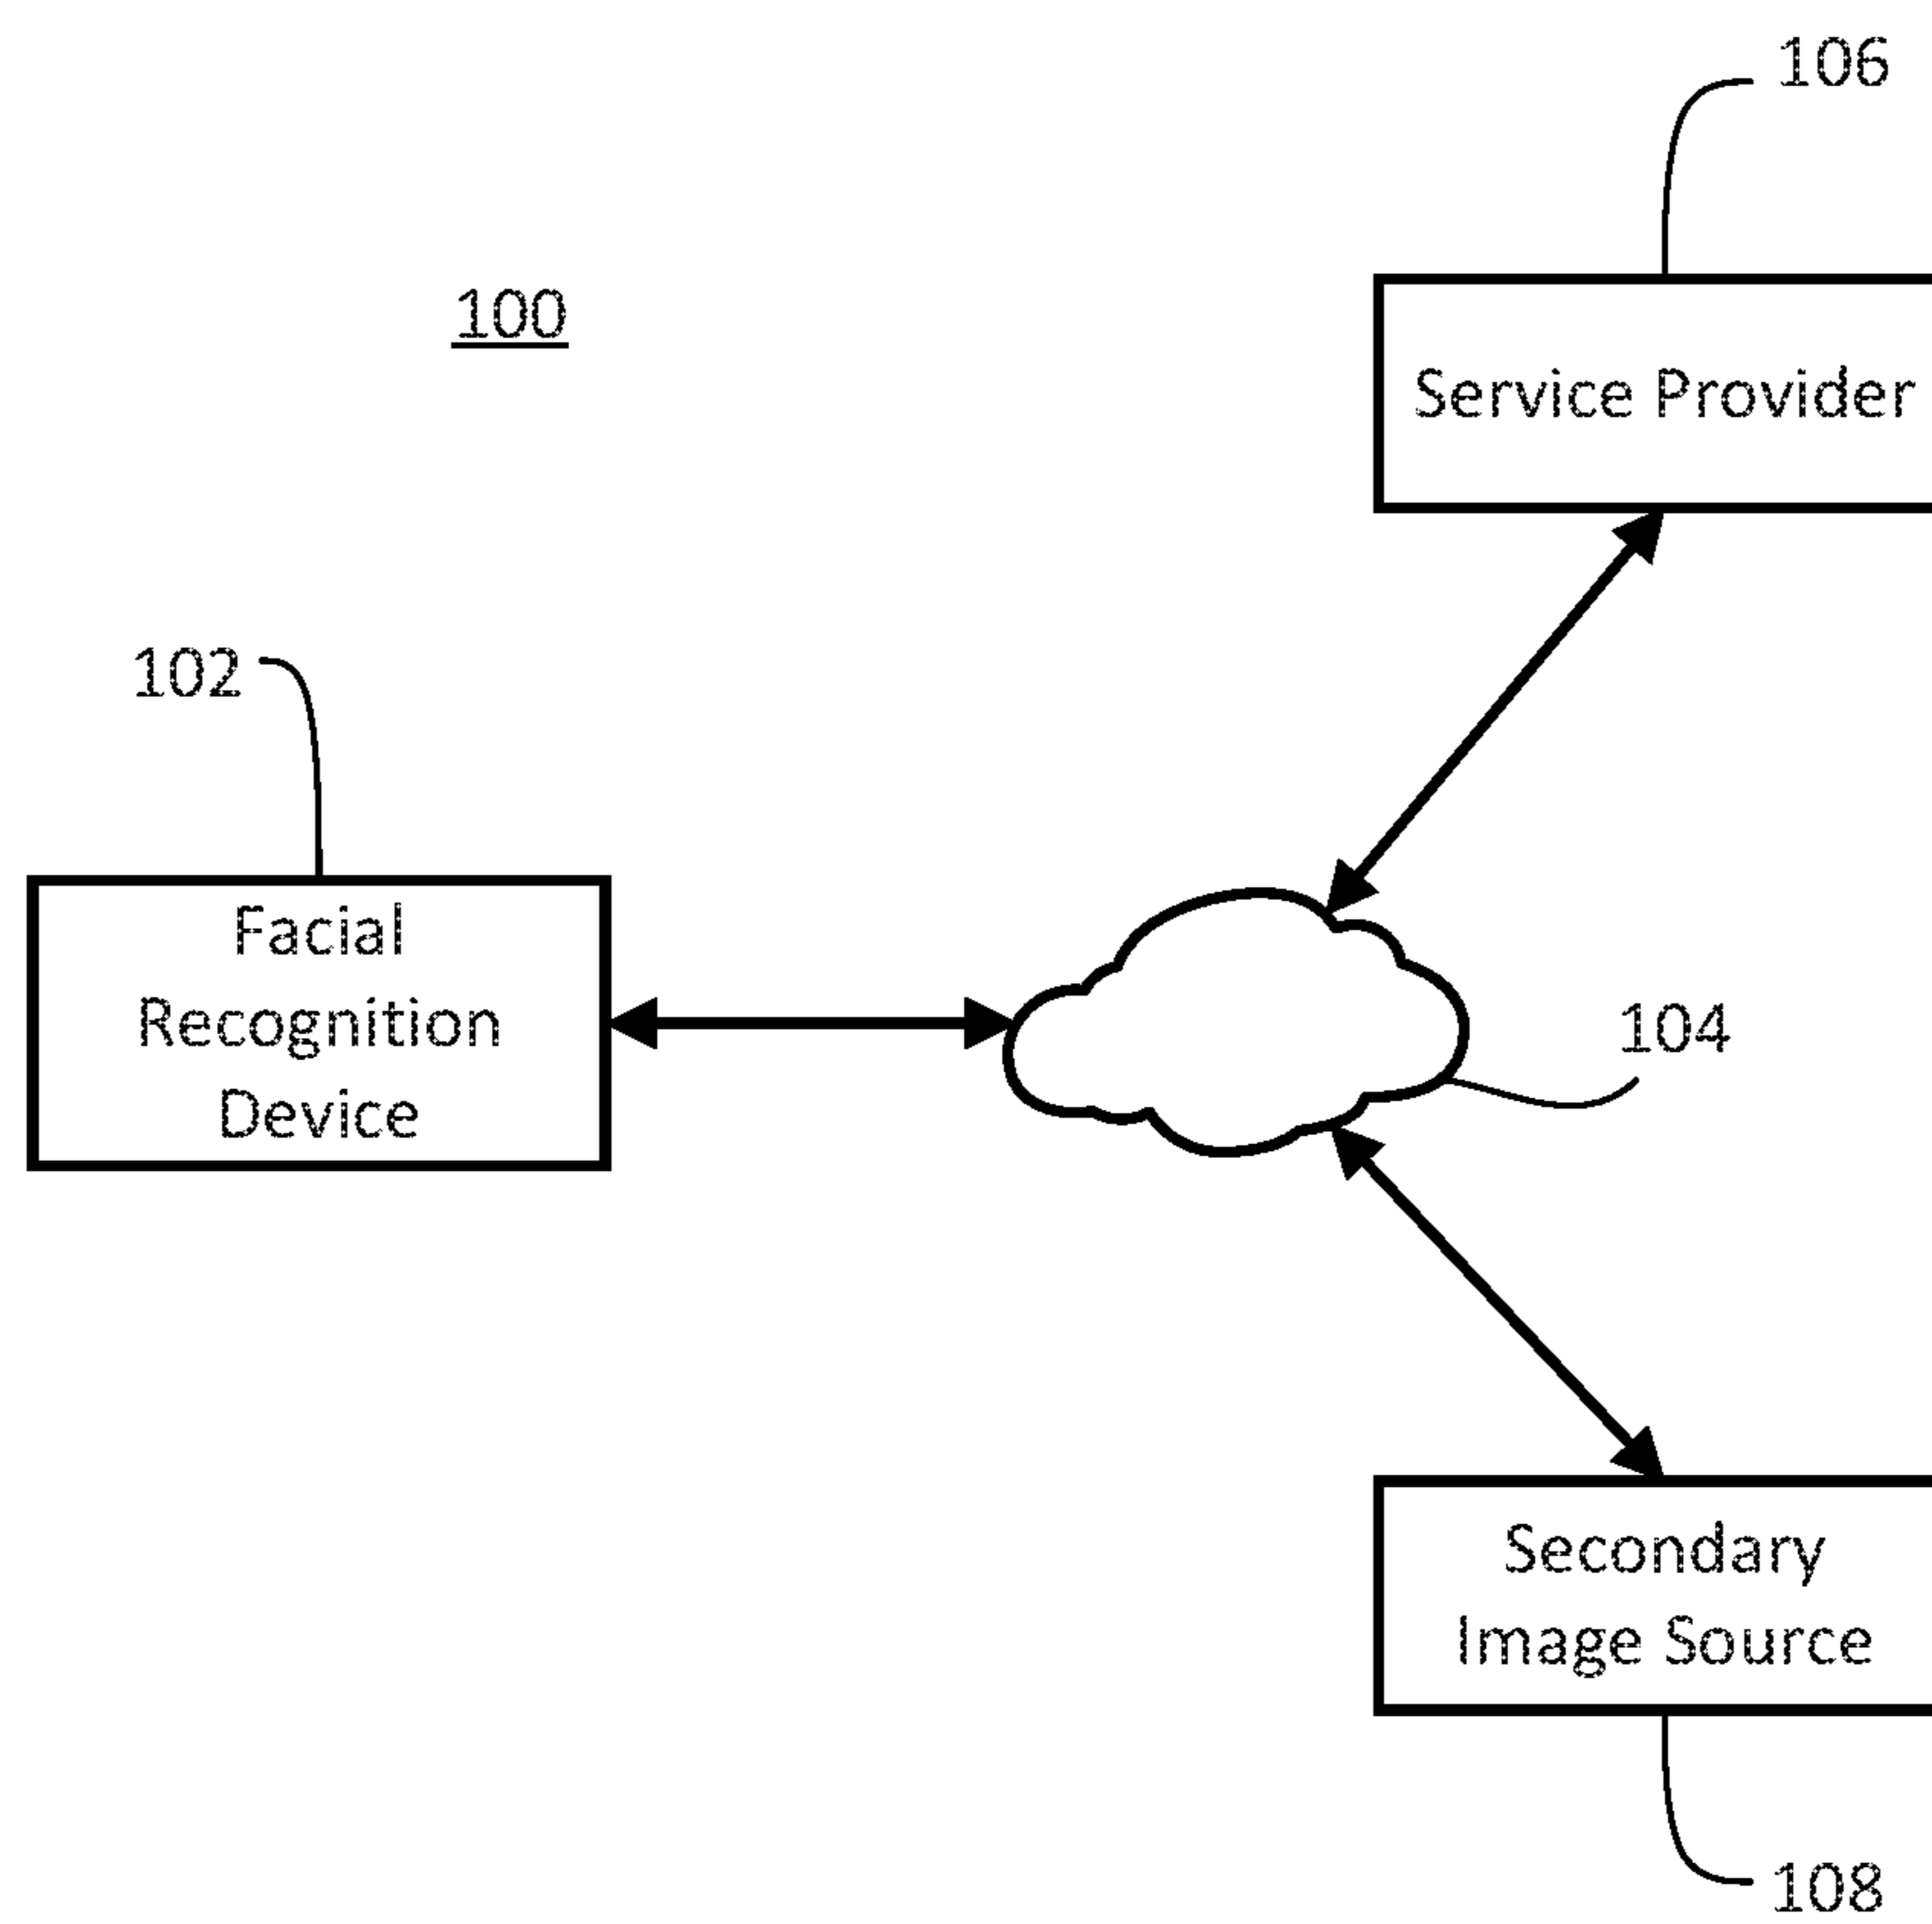 106
100
Service Provider
102
Facial
Recognition
Device
104
Secondary
Image Source
108